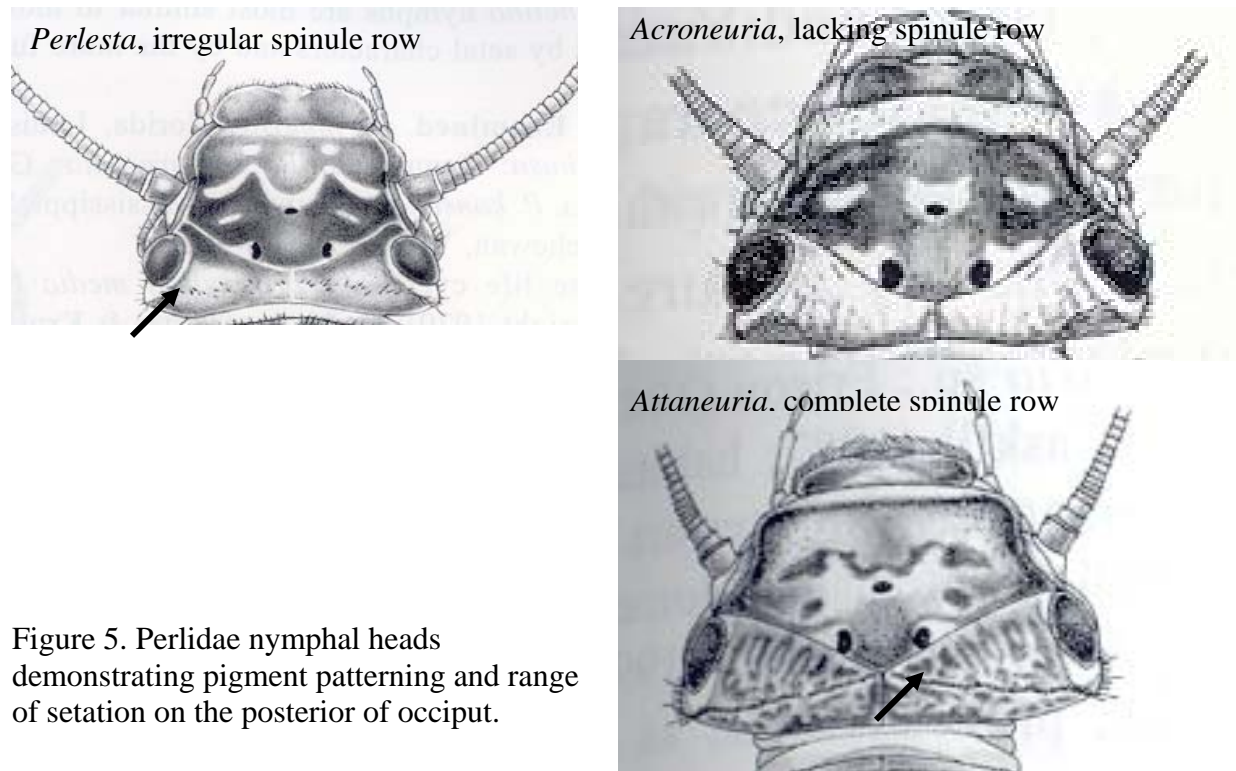 Perlesta, irregular spinule row
Acroneuria, lacking spinule row
Attaneuria, complete spinule row
Figure 5. Perlidae nymphal heads
demonstrating pigment patterning and range
of setation on the posterior of occiput.